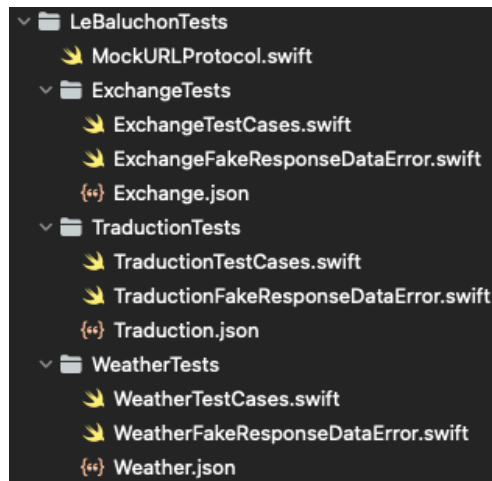 LeBaluchonTests
MockURLProtocol.swift
ExchangeTests
ExchangeTestCases.swift
ExchangeFakeResponseDataError.swift
Exchange.json
TraductionTests
TraductionTestCases.swift
TraductionFakeResponseDataError.swift
Traduction.json
WeatherTests
WeatherTestCases.swift
WeatherFakeResponseDataError.swift
Weather.json